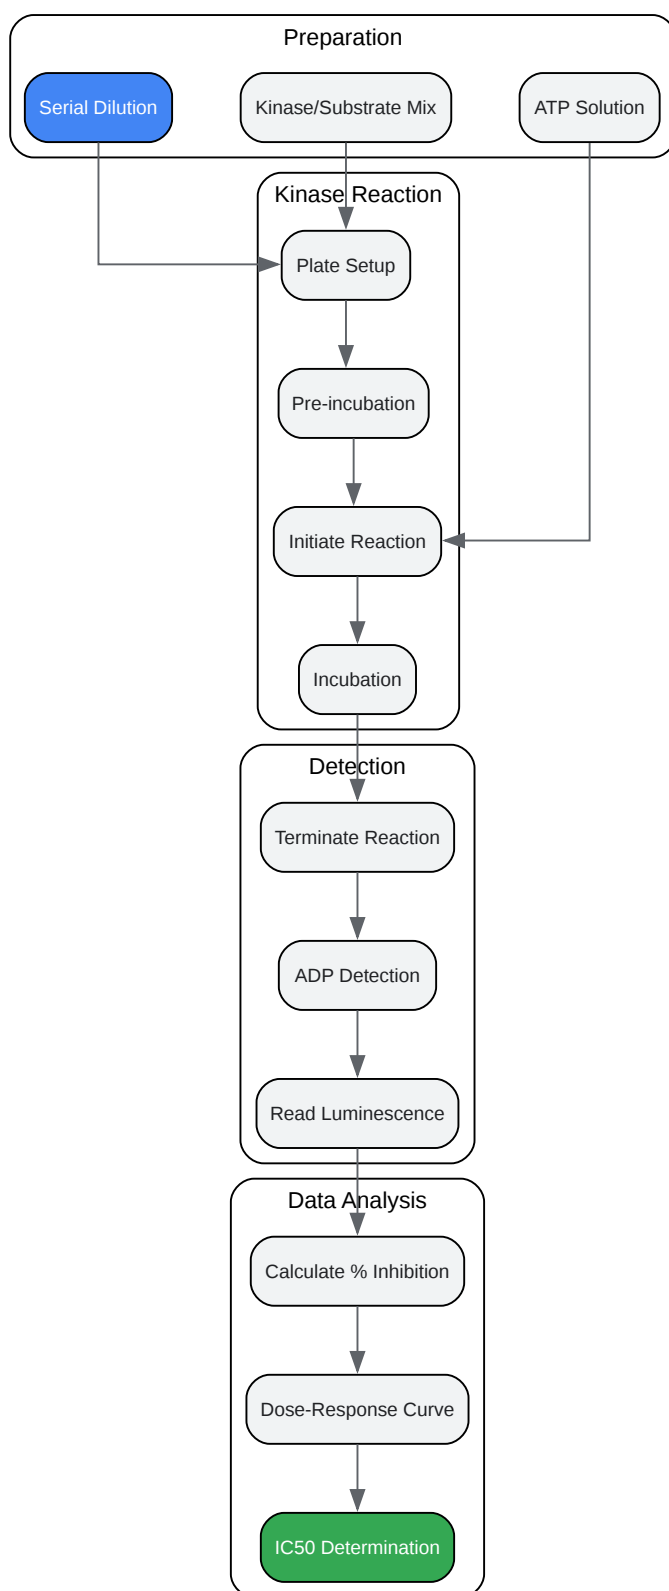 Preparation
Serial Dilution
Kinase/Substrate Mix
ATP Solution
Kinase Reaction
Plate Setup
Pre-incubation
Initiate Reaction
Incubation
Detection
Terminate Reaction
ADP Detection
Read Luminescence
Data Analysis
Calculate % Inhibition
Dose-Response Curve
IC50 Determination